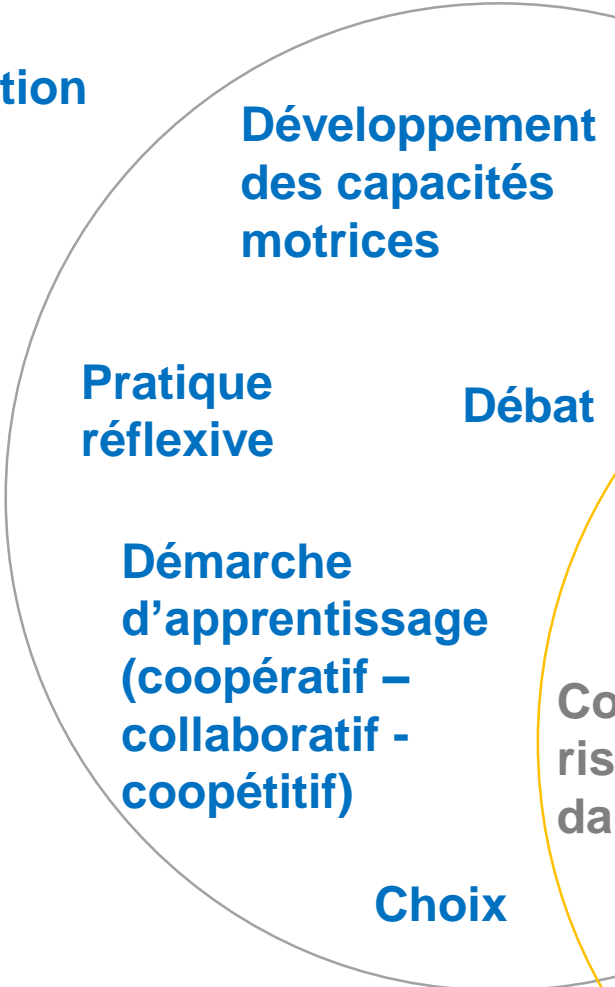 tion
Développement
des capacités
motrices
Pratique
réflexive
Débat
Démarche
d’apprentissage
(coopératif –
collaboratif -
coopétitif)
Co
ris
da
Choix